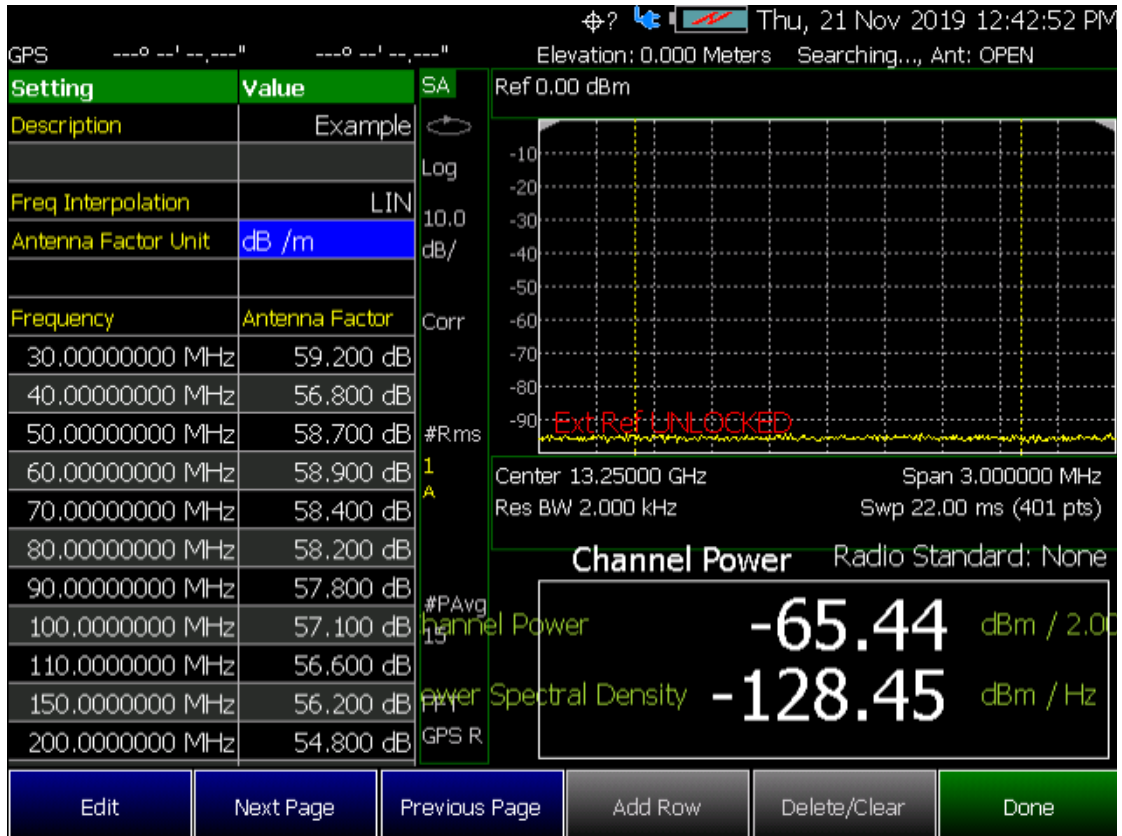 ? Thu, 21 Nov 2019 12:42:52 PM
GPS ---o --' --.---" ---o --' --.---" Elevation: 0.000 Meters Searching..., Ant: OPEN
Setting Value SA Ref 0.00 dBm
Description Example
Log
Freq Interpolation LIN
10.0
Antenna Factor Unit dB /m dB/
Frequency Antenna Factor Corr
30.00000000 MHz 59.200 dB
40.00000000 MHz 56.800 dB
50.00000000 MHz 58.700 dB #Rms
60.00000000 MHz 58.900 dB 1
A
70.00000000 MHz 58.400 dB
80.00000000 MHz 58.200 dB
90.00000000 MHz 57.800 dB #PAvg
100.0000000 MHz 57.100 dB 15
110.0000000 MHz 56.600 dB
150.0000000 MHz 56.200 dB
200.0000000 MHz 54.800 dB GPS R
-10
-20
-30
-40
-50
-60
-70
-80
-90
Ext Ref UNLOCKED
Center 13.25000 GHz Span 3.000000 MHz
Res BW 2.000 kHz Swp 22.00 ms (401 pts)
Channel Power Radio Standard: None
hannel Power -65.44 dBm / 2.00
ower Spectral Density -128.45 dBm / Hz
Edit Next Page Previous Page Add Row Delete/Clear Done